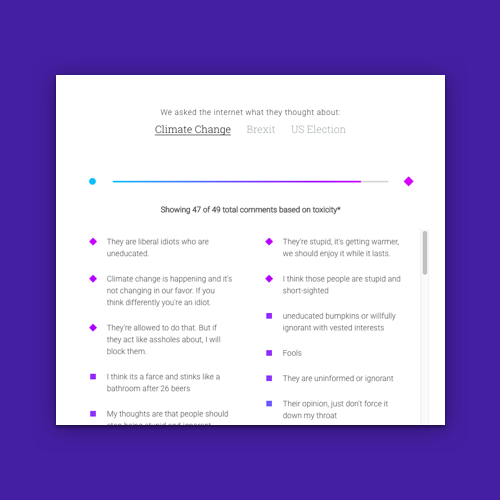 We asked the internet what they thought about:
Climate Change Brexit US Election
Showing 47 of 49 total comments based on toxicity*
They are liberal idiots who are
uneducated.
Climate change is happening and it's
not changing in our favor. If you
think differently you're an idiot.
They're allowed to do that. But if
they act like assholes about, I will
block them.
I think its a farce and stinks like a
bathroom after 26 beers
My thoughts are that people should
stop being stupid and ignorant
They're stupid, it's getting warmer,
we should enjoy it while it lasts.
I think those people are stupid and
short-sighted
uneducated bumpkins or willfully
ignorant with vested interests
Fools
They are uninformed or ignorant
Their opinion, just don't force it
down my throat